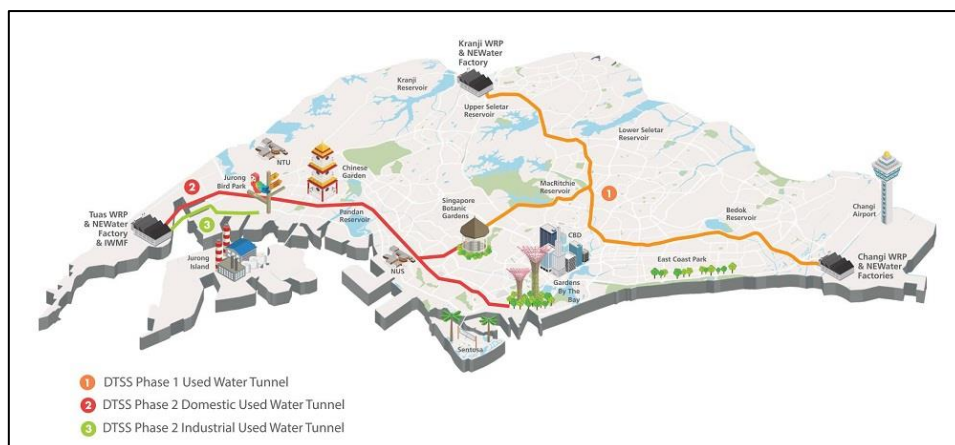 Kranji WRP
& NEWater
Factory
Kranji
Reservoir
Upper Seletar
Reservoir
Lower Seletar
Reservoir
NTU
Chinese
Garden
2
Jurong
Bird Park
MacRitchie
Reservoir
1
Singapore
Botanic
Gardens
Changi
Airport
Tuas WRP
& NEWater
Factory
& IWMF
3
Pandan
Reservoir
Bedok
Reservoir
CBD
Jurong
Island
NUS
East Coast Park
Changi WRP
& NEWater
Factories
Gardens
By The
Bay
Sentosa
1 DTSS Phase 1 Used Water Tunnel
2 DTSS Phase 2 Domestic Used Water Tunnel
3 DTSS Phase 2 Industrial Used Water Tunnel